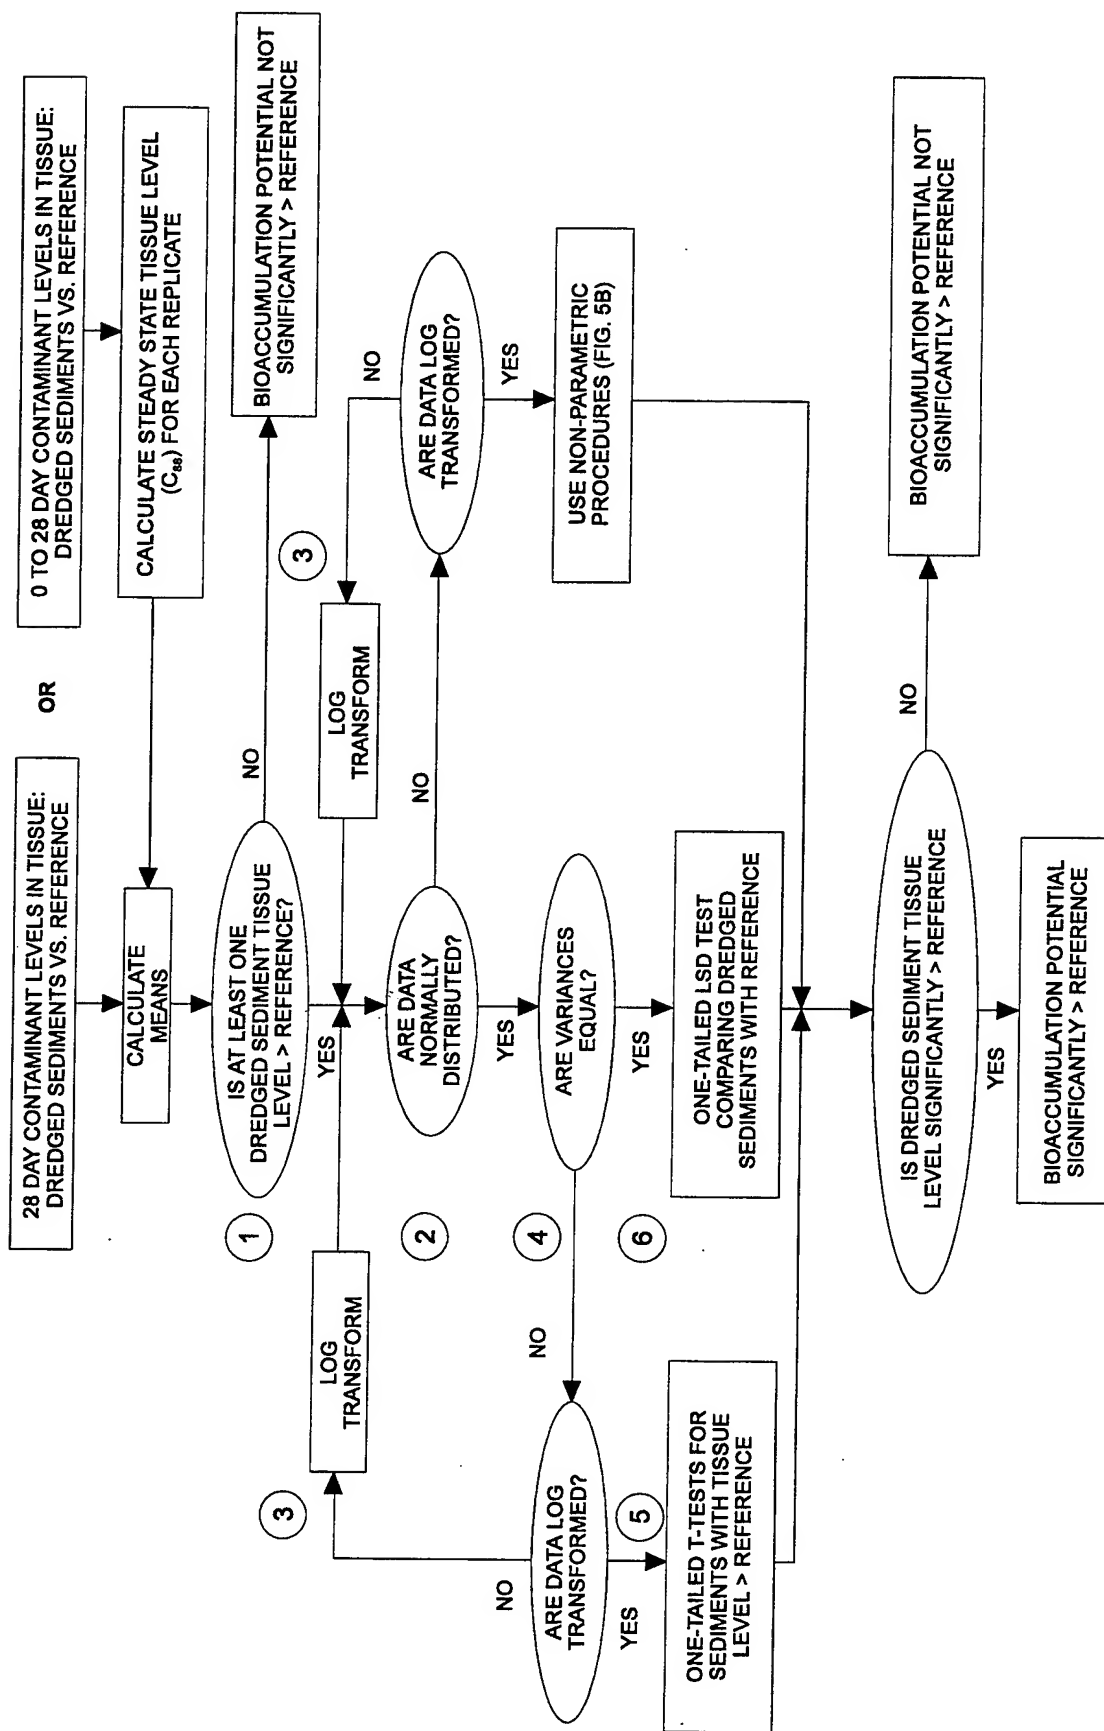 28 DAY CONTAMINANT LEVELS IN TISSUE:
DREDGED SEDIMENTS VS. REFERENCE
OR
0 TO 28 DAY CONTAMINANT LEVELS IN TISSUE:
DREDGED SEDIMENTS VS. REFERENCE
CALCULATE
MEANS
CALCULATE STEADY STATE TISSUE LEVEL
(C₈₈) FOR EACH REPLICATE
1
IS AT LEAST ONE
DREDGED SEDIMENT TISSUE
LEVEL > REFERENCE?
NO
BIOACCUMULATION POTENTIAL NOT
SIGNIFICANTLY > REFERENCE
YES
3
LOG
TRANSFORM
LOG
TRANSFORM
3
2
ARE DATA
NORMALLY
DISTRIBUTED?
NO
ARE DATA LOG
TRANSFORMED?
NO
YES
YES
4
ARE VARIANCES
EQUAL?
NO
ARE DATA LOG
TRANSFORMED?
NO
YES
5
YES
6
ONE-TAILED T-TESTS FOR
SEDIMENTS WITH TISSUE
LEVEL > REFERENCE
ONE-TAILED LSD TEST
COMPARING DREDGED
SEDIMENTS WITH REFERENCE
USE NON-PARAMETRIC
PROCEDURES (FIG. 5B)
IS DREDGED SEDIMENT TISSUE
LEVEL SIGNIFICANTLY > REFERENCE
NO
BIOACCUMULATION POTENTIAL NOT
SIGNIFICANTLY > REFERENCE
YES
BIOACCUMULATION POTENTIAL
SIGNIFICANTLY > REFERENCE